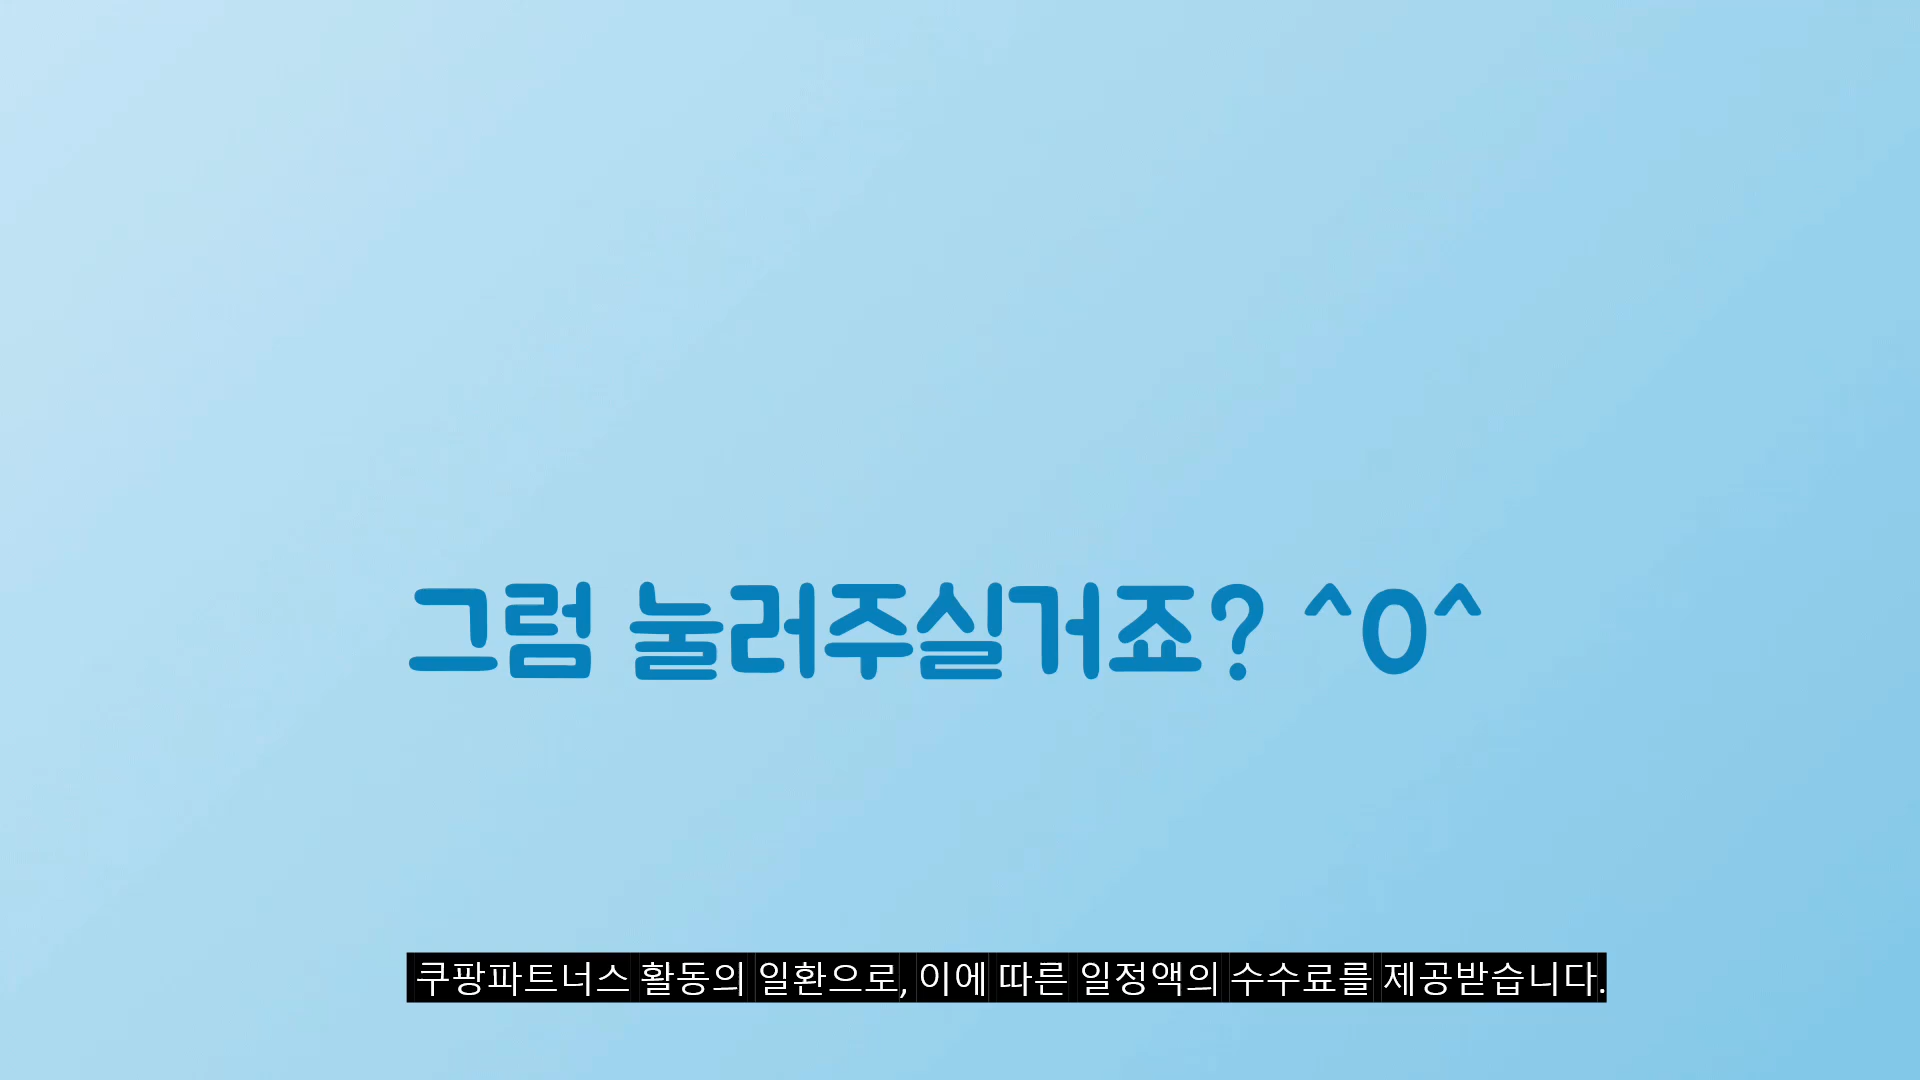 그럼 눌러주실거죠? ^0^
쿠팡파트너스 활동의 일환으로, 이에 따른 일정액의 수수료를 제공받습니다.